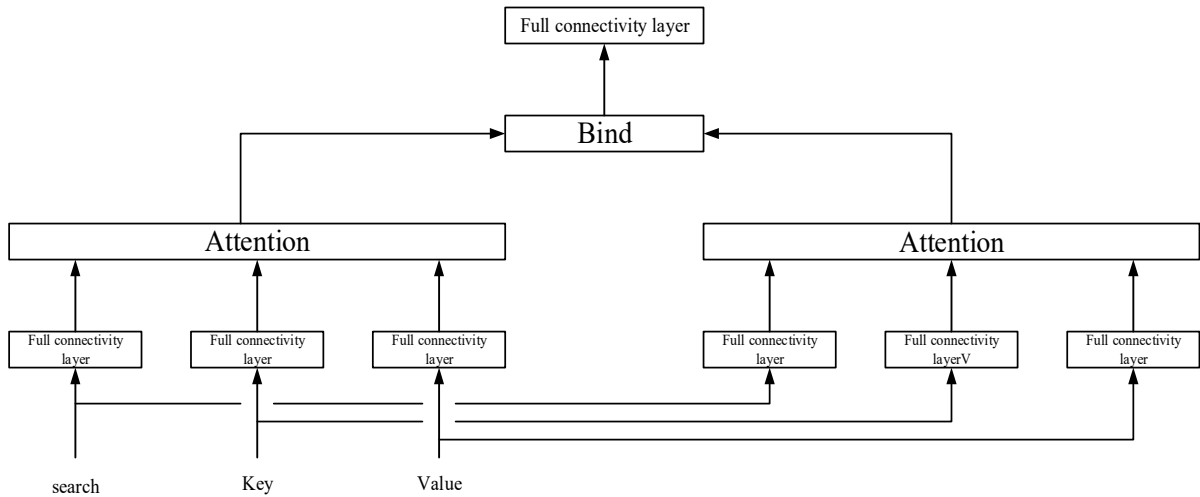 Full connectivity layer
Bind
Attention
Attention
Full connectivity
layer
Full connectivity
layer
Full connectivity
layer
Full connectivity
layer
Full connectivity
layerV
Full connectivity
layer
search
Key
Value